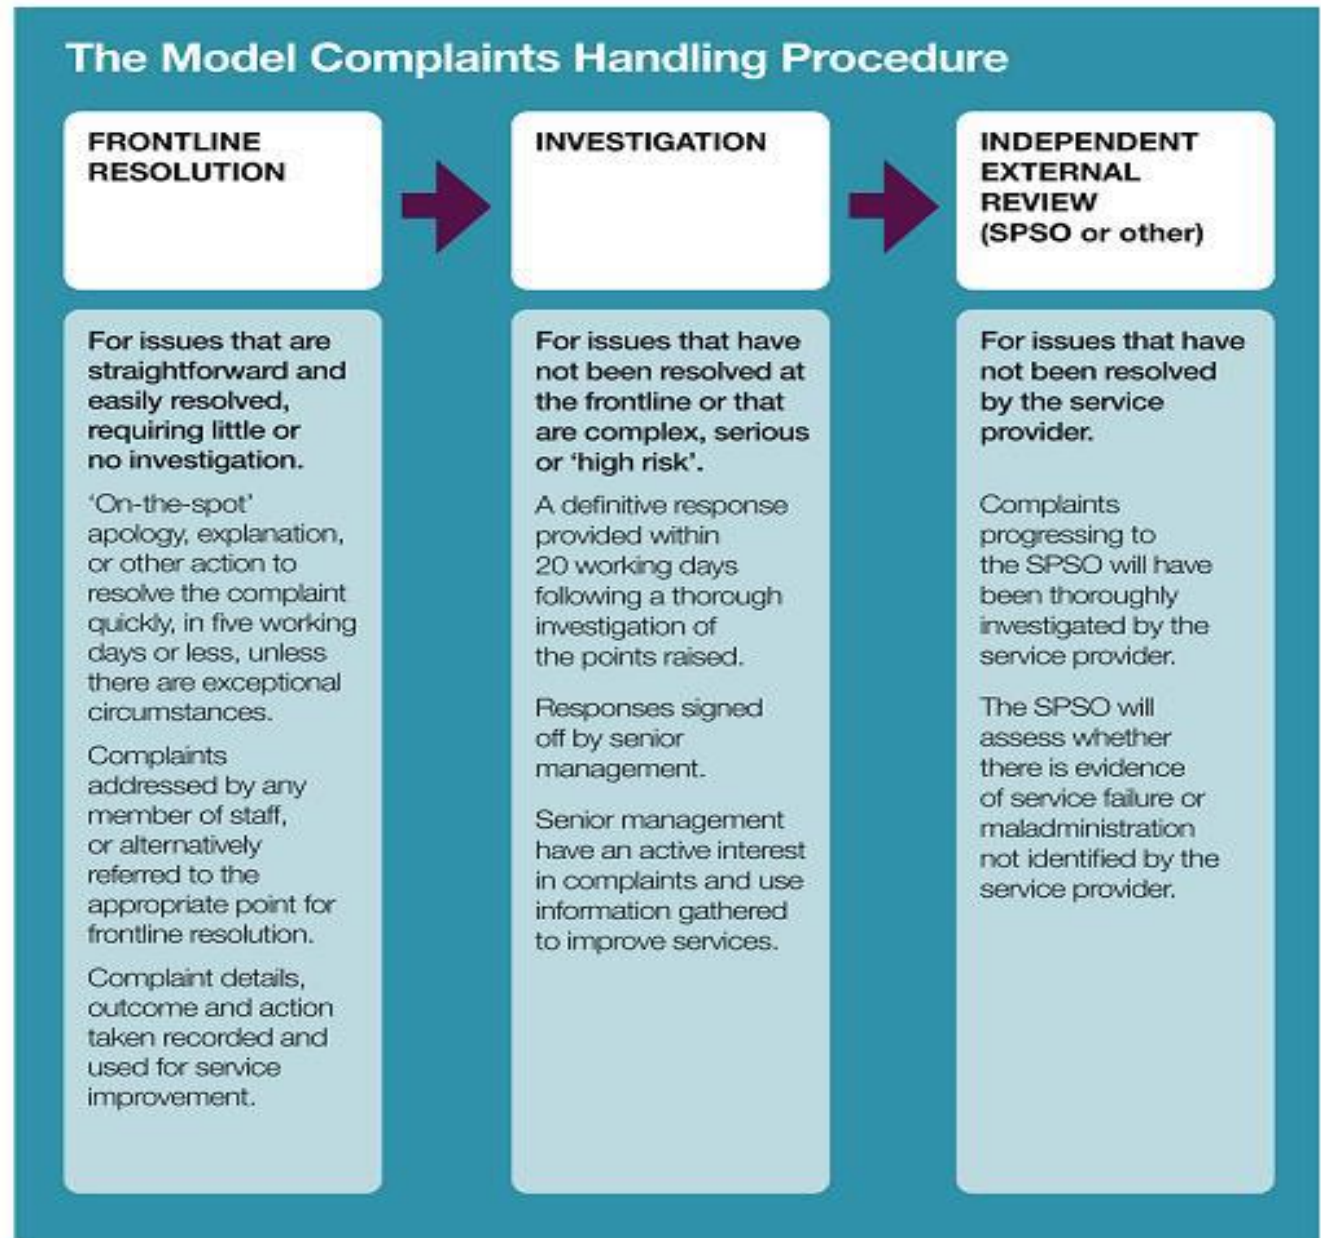 The Model Complaints Handling Procedure
FRONTLINE
RESOLUTION
For issues that are
straightforward and
easily resolved,
requiring little or
no investigation.
‘On-the-spot’
apology, explanation,
or other action to
resolve the complaint
quickly, in five working
days or less, unless
there are exceptional
circumstances.
Complaints
addressed by any
member of staff,
or alternatively
referred to the
appropriate point for
frontline resolution.
Complaint details,
outcome and action
taken recorded and
used for service
improvement.
INVESTIGATION
For issues that have
not been resolved at
the frontline or that
are complex, serious
or ‘high risk’.
A definitive response
provided within
20 working days
following a thorough
investigation of
the points raised.
Responses signed
off by senior
management.
Senior management
have an active interest
in complaints and use
information gathered
to improve services.
INDEPENDENT
EXTERNAL
REVIEW
(SPSO or other)
For issues that have
not been resolved
by the service
provider.
Complaints
progressing to
the SPSO will have
been thoroughly
investigated by the
service provider.
The SPSO will
assess whether
there is evidence
of service failure or
maladministration
not identified by the
service provider.